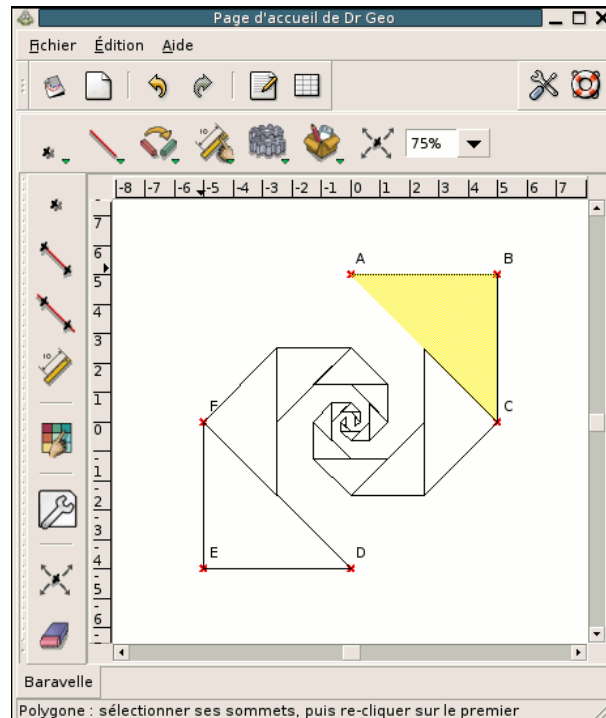 Page d'accueil de Dr Geo
Fichier Édition Aide
10 75%
-8 -7 -6 -5 -4 -3 -2 -1 0 1 2 3 4 5 6 7
7
6 A B
5
4
3
10
2
1
F C
0
-
1
-
2
-
3
E D
-
4
-
5
-
6
Baravelle
Polygone : sélectionner ses sommets, puis re-cliquer sur le premier